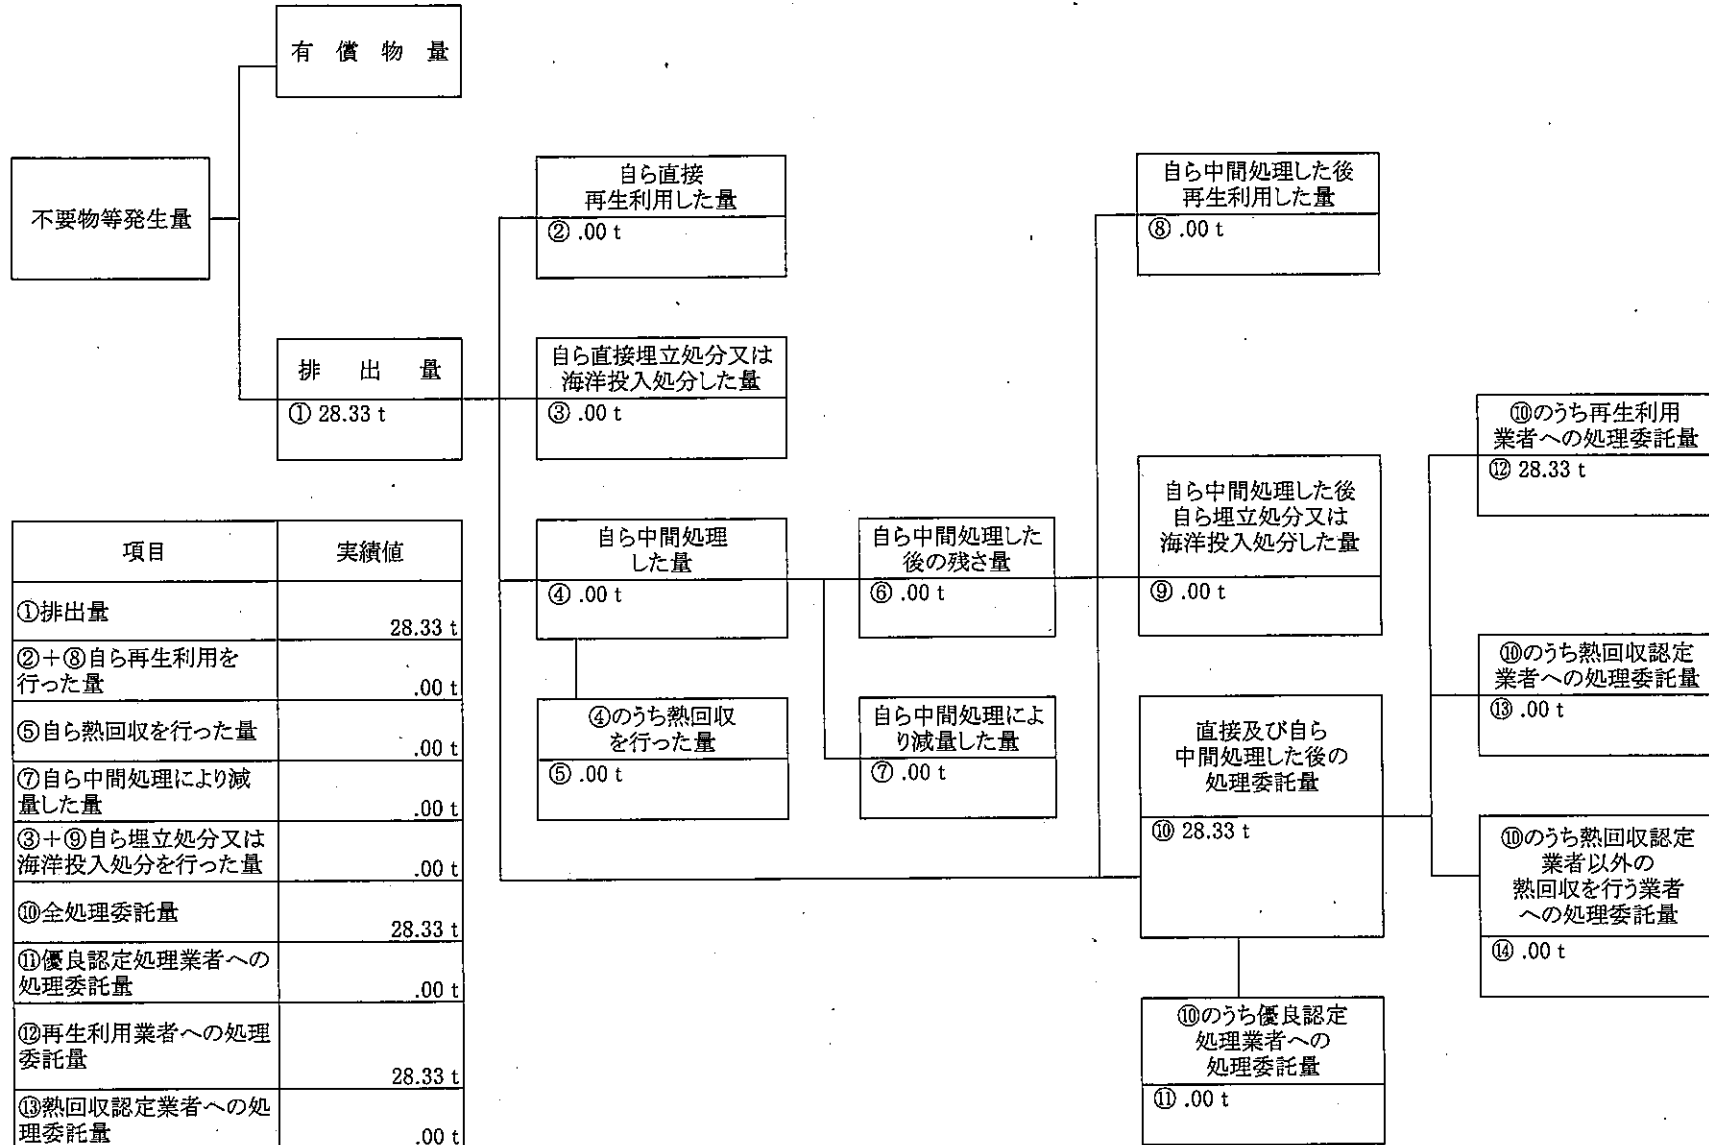 有償物量
不要物等発生量
排出量
① 28.33 t
自ら直接
再生利用した量
② .00 t
自ら直接埋立処分又は
海洋投入処分した量
③ .00 t
自ら中間処理
した量
④ .00 t
④のうち熱回収
を行った量
⑤ .00 t
自ら中間処理した
後の残さ量
⑥ .00 t
自ら中間処理によ
り減量した量
⑦ .00 t
自ら中間処理した後
再生利用した量
⑧ .00 t
自ら中間処理した後
自ら埋立処分又は
海洋投入処分した量
⑨ .00 t
直接及び自ら
中間処理した後の
処理委託量
⑩ 28.33 t
⑩のうち優良認定
処理業者への
処理委託量
⑪ .00 t
⑩のうち再生利用
業者への処理委託量
⑫ 28.33 t
⑩のうち熱回収認定
業者への処理委託量
⑬ .00 t
⑩のうち熱回収認定
業者以外の
熱回収を行う業者
への処理委託量
⑭ .00 t
項目 実績値
①排出量
28.33 t
②+⑧自ら再生利用を
行った量
.00 t
⑤自ら熱回収を行った量
.00 t
⑦自ら中間処理により減
量した量
.00 t
③+⑨自ら埋立処分又は
海洋投入処分を行った量
.00 t
⑩全処理委託量
28.33 t
⑪優良認定処理業者への
処理委託量
.00 t
⑫再生利用業者への処理
委託量
28.33 t
⑬熱回収認定業者への処
理委託量
.00 t